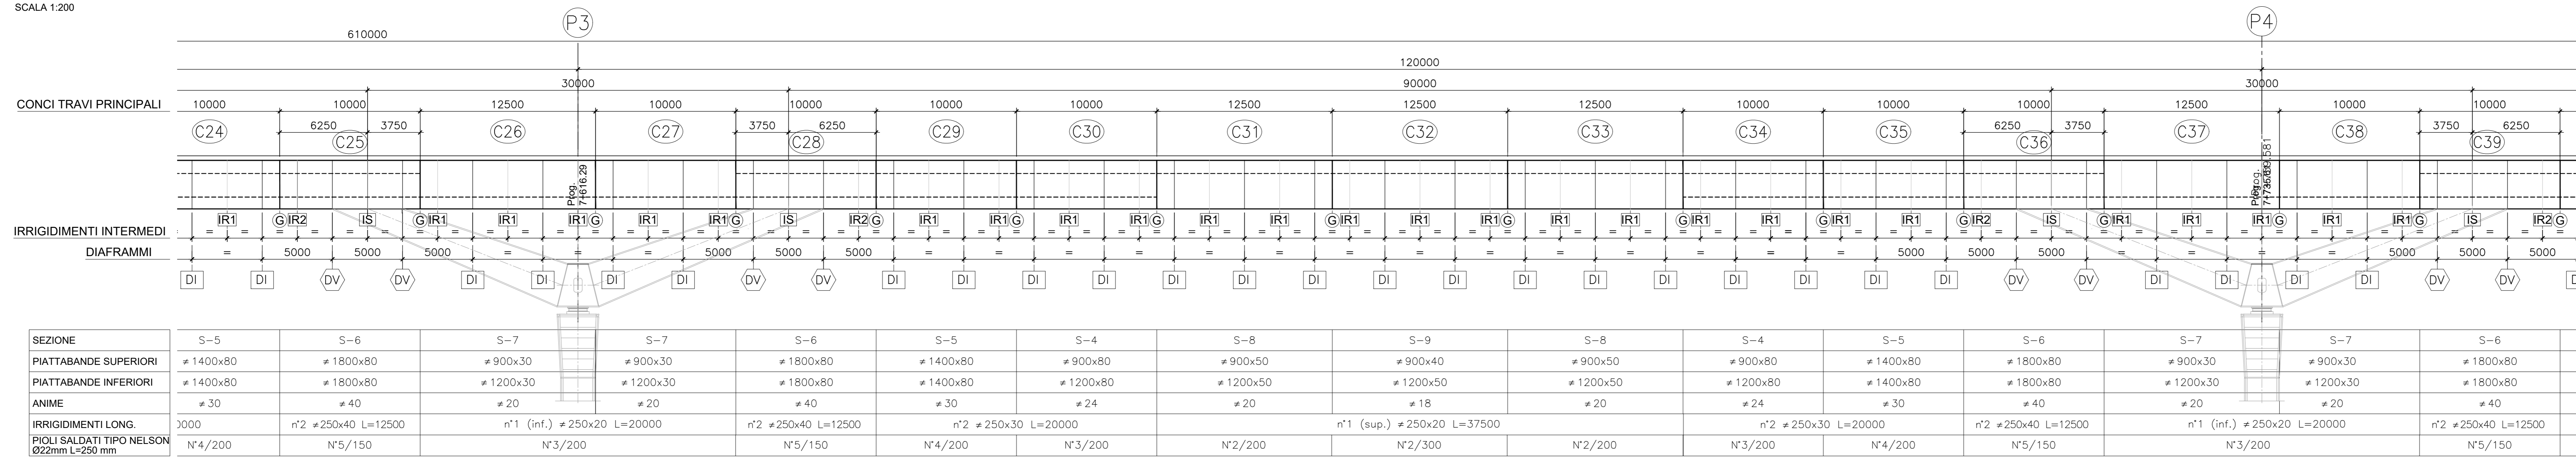 SCALA 1:200
P3 P4
610000
120000
30000 90000 30000
CONCI TRAVI PRINCIPALI 10000 10000 12500 10000 10000 10000 10000 12500 12500 12500 10000 10000 10000 12500 10000 10000
6250 3750 3750 6250 6250 3750 3750 6250
C24 C25 C26 C27 C28 C29 C30 C31 C32 C33 C34 C35 C36 C37 C38 C39
Prog.
7+616.29
Prog.
IR1 G IR2 IS G IR1 IR1 IR1 G IR1 IR1 G IS IR2 G IR1 IR1 G IR1 IR1 G IR1 IR1 G IR1 IR1 IR1 G IR1 IR1 G IR1 IR1 G IR1 IR1 G IR2 IS G IR1 IR1 IR1 G IR1 IR1 G IS IR2 G
IRRIGIDIMENTI INTERMEDI = = = = = = = = = = = = = = = = = = = = = = = = = = = = = = = = = = = = = = = = = = = = = = = = = = = = = = = = = = = = = = = = = = = =
DIAFRAMMI = 5000 5000 5000 = = = 5000 5000 5000 = = = = = = = = = = = = = = 5000 5000 5000 = = = = 5000 5000 5000
DI DI DV DV DI DI DI DI DV DV DI DI DI DI DI DI DI DI DI DI DI DI DI DI DI DI DV DV DI DI DI DI DV DV
SEZIONE S-5 S-6 S-7 S-7 S-6 S-5 S-4 S-8 S-9 S-8 S-4 S-5 S-6 S-7 S-7 S-6
PIATTABANDE SUPERIORI ≠1400x80 ≠1800x80 ≠900x30 ≠900x30 ≠1800x80 ≠1400x80 ≠900x80 ≠900x50 ≠900x40 ≠900x50 ≠900x80 ≠1400x80 ≠1800x80 ≠900x30 ≠900x30 ≠1800x80
PIATTABANDE INFERIORI ≠1400x80 ≠1800x80 ≠1200x30 ≠1200x30 ≠1800x80 ≠1400x80 ≠1200x80 ≠1200x50 ≠1200x50 ≠1200x50 ≠1200x80 ≠1400x80 ≠1800x80 ≠1200x30 ≠1200x30 ≠1800x80
ANIME ≠30 ≠40 ≠20 ≠20 ≠40 ≠30 ≠24 ≠20 ≠18 ≠20 ≠24 ≠30 ≠40 ≠20 ≠20 ≠40
IRRIGIDIMENTI LONG. 0000 n°2 ≠250x40 L=12500 n°1 (inf.) ≠250x20 L=20000 n°2 ≠250x40 L=12500 n°2 ≠250x30 L=20000 n°1 (sup.) ≠250x20 L=37500 n°2 ≠250x30 L=20000 n°2 ≠250x40 L=12500 n°1 (inf.) ≠250x20 L=20000 n°2 ≠250x40 L=12500
PIOLI SALDATI TIPO NELSON
Ø22mm L=250 mm N°4/200 N°5/150 N°3/200 N°5/150 N°4/200 N°3/200 N°2/200 N°2/300 N°2/200 N°3/200 N°4/200 N°5/150 N°3/200 N°5/150